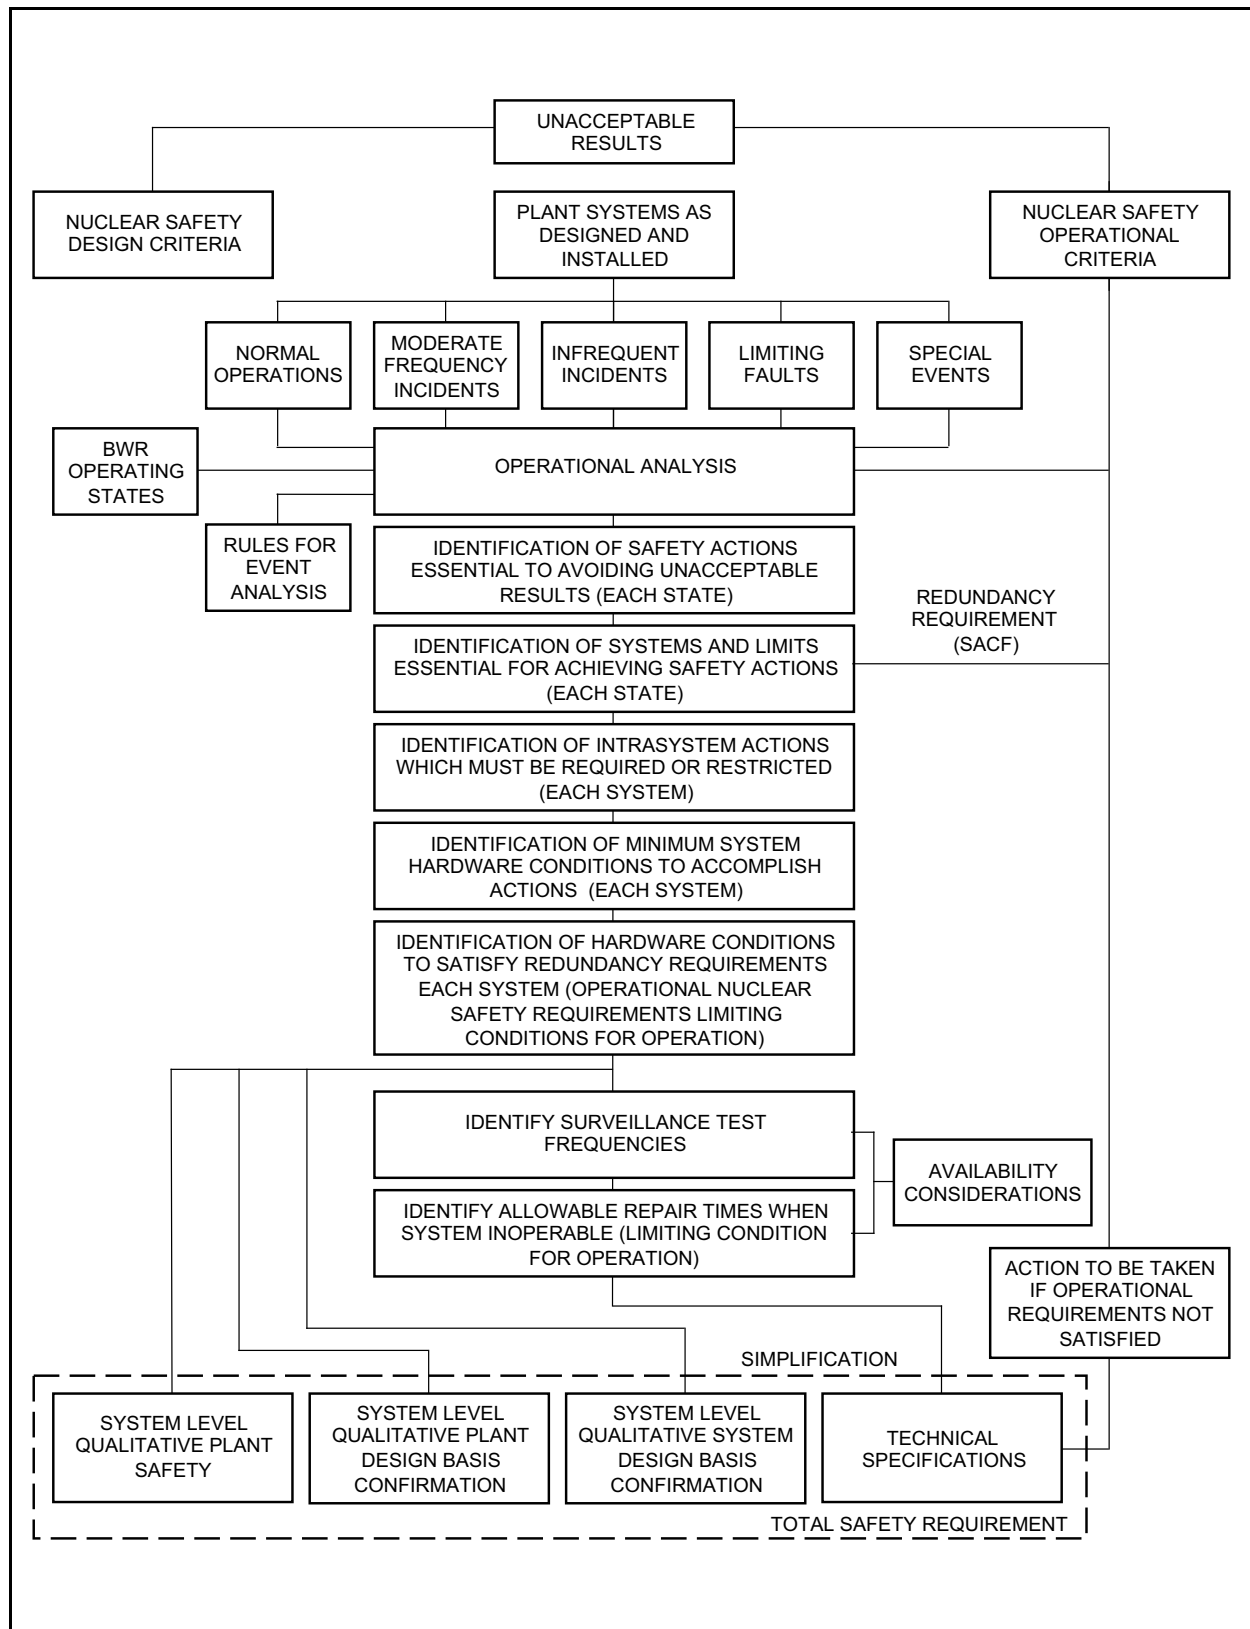 UNACCEPTABLE
RESULTS
NUCLEAR SAFETY
DESIGN CRITERIA
PLANT SYSTEMS AS
DESIGNED AND
INSTALLED
NUCLEAR SAFETY
OPERATIONAL
CRITERIA
NORMAL
OPERATIONS
MODERATE
FREQUENCY
INCIDENTS
INFREQUENT
INCIDENTS
LIMITING
FAULTS
SPECIAL
EVENTS
BWR
OPERATING
STATES
OPERATIONAL ANALYSIS
RULES FOR
EVENT
ANALYSIS
IDENTIFICATION OF SAFETY ACTIONS
ESSENTIAL TO AVOIDING UNACCEPTABLE
RESULTS (EACH STATE)
REDUNDANCY
REQUIREMENT
(SACF)
IDENTIFICATION OF SYSTEMS AND LIMITS
ESSENTIAL FOR ACHIEVING SAFETY ACTIONS
(EACH STATE)
IDENTIFICATION OF INTRASYSTEM ACTIONS
WHICH MUST BE REQUIRED OR RESTRICTED
(EACH SYSTEM)
IDENTIFICATION OF MINIMUM SYSTEM
HARDWARE CONDITIONS TO ACCOMPLISH
ACTIONS (EACH SYSTEM)
IDENTIFICATION OF HARDWARE CONDITIONS
TO SATISFY REDUNDANCY REQUIREMENTS
EACH SYSTEM (OPERATIONAL NUCLEAR
SAFETY REQUIREMENTS LIMITING
CONDITIONS FOR OPERATION)
IDENTIFY SURVEILLANCE TEST
FREQUENCIES
AVAILABILITY
CONSIDERATIONS
IDENTIFY ALLOWABLE REPAIR TIMES WHEN
SYSTEM INOPERABLE (LIMITING CONDITION
FOR OPERATION)
ACTION TO BE TAKEN
IF OPERATIONAL
REQUIREMENTS NOT
SATISFIED
SIMPLIFICATION
SYSTEM LEVEL
QUALITATIVE PLANT
SAFETY
SYSTEM LEVEL
QUALITATIVE PLANT
DESIGN BASIS
CONFIRMATION
SYSTEM LEVEL
QUALITATIVE SYSTEM
DESIGN BASIS
CONFIRMATION
TECHNICAL
SPECIFICATIONS
TOTAL SAFETY REQUIREMENT